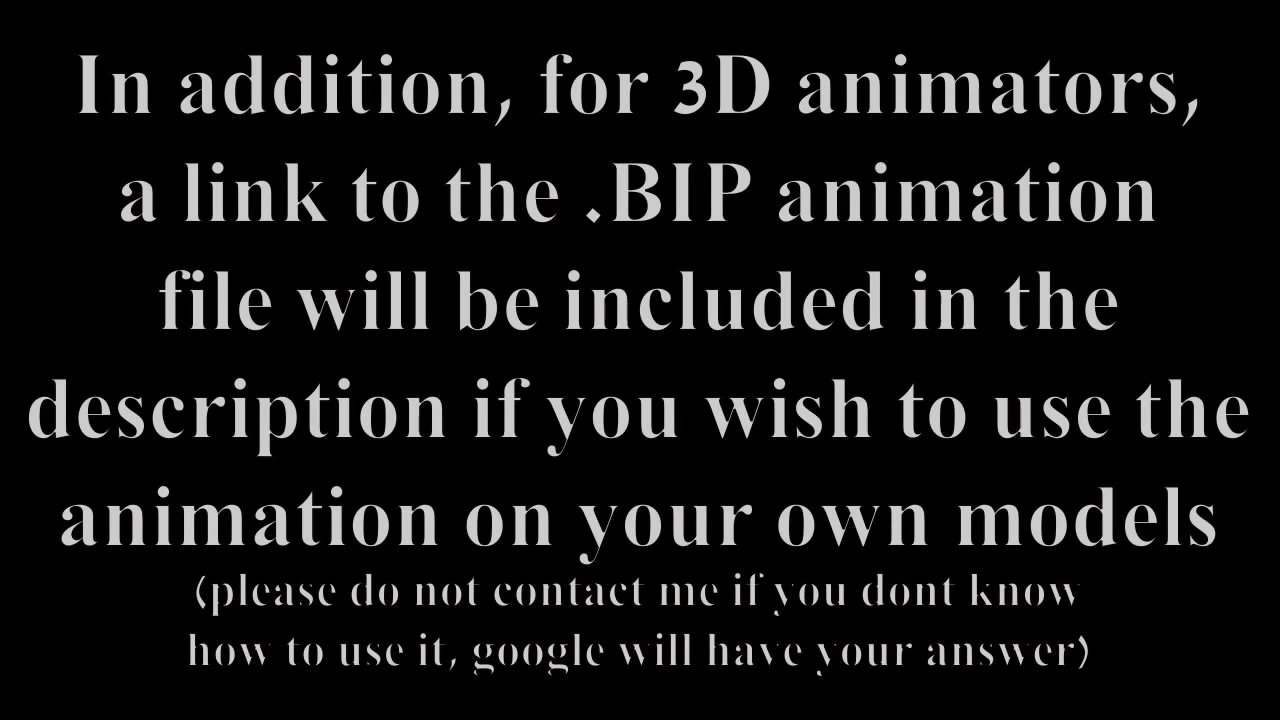 In addition, for 3D animators,
a link to the .BIP animation
file will be included in the
description if you wish to use the
animation on your own models
(please do not contact me if you dont know
how to use it, google will have your answer)